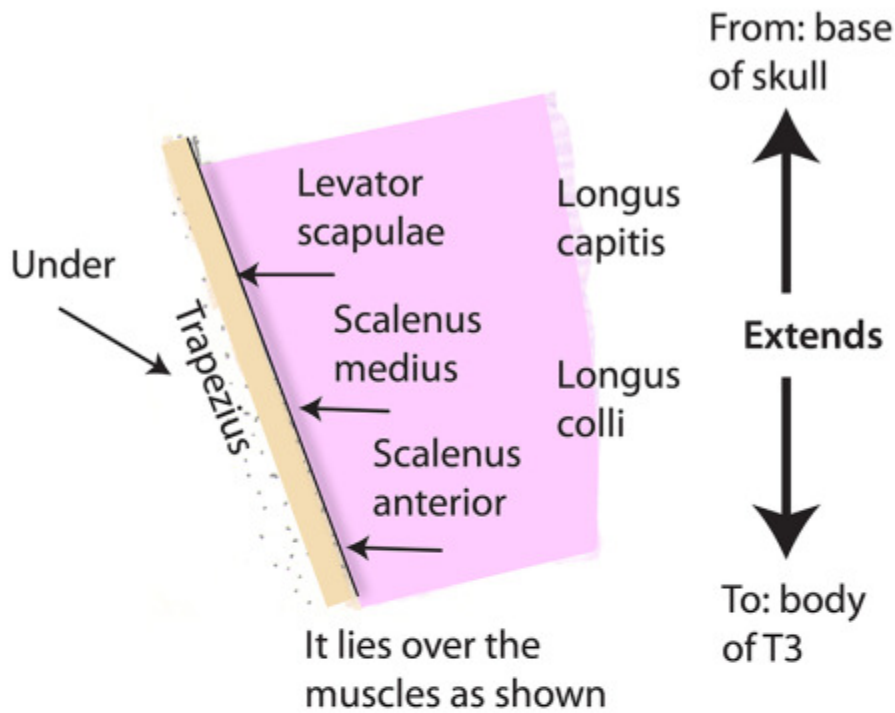 From: base
of skull
Levator
scapulae
Longus
capitis
Under
Trapezius
Scalenus
medius
Extends
Longus
colli
Scalenus
anterior
To: body
of T3
It lies over the
muscles as shown